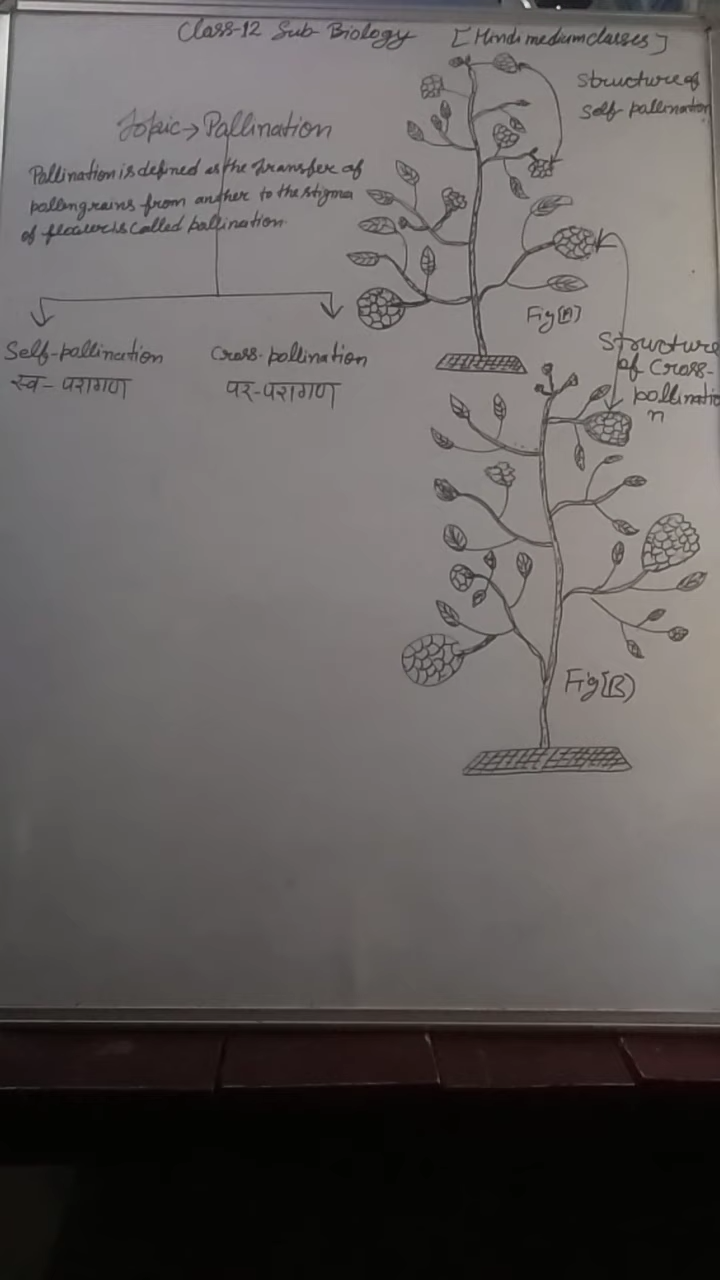 Class-12 Sub-Biology [Hindi medium classes]
Structure of
self-pallination
Topic → Pallination
Pallination is defined as the transfer of
pallengrains from anther to the stigma
of flower is called pallination.
Self-pollination
Cross-pollination
स्व-परागण
पर-परागण
Fig[A]
Structure
of Cross-
pollinatio
n
Fig[B]